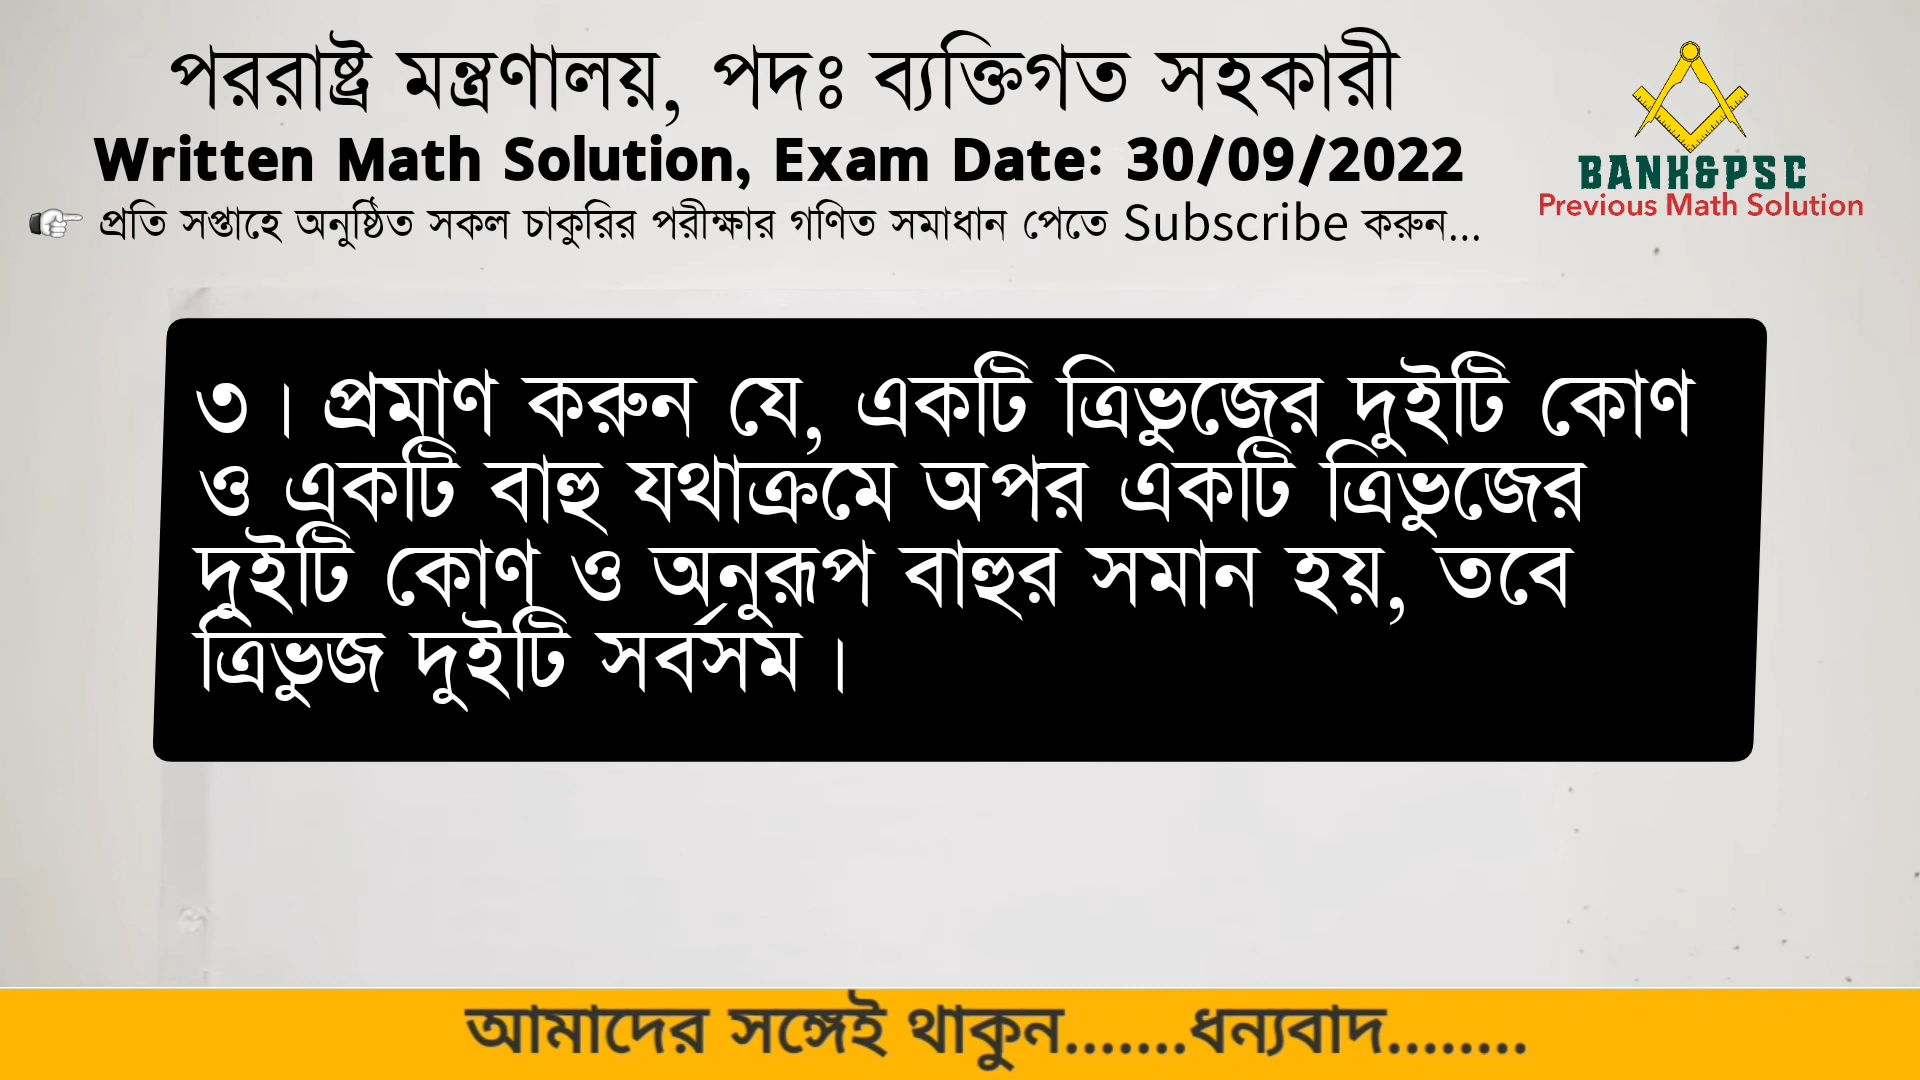 পররাষ্ট্র মন্ত্রণালয়, পদঃ ব্যক্তিগত সহকারী
Written Math Solution, Exam Date: 30/09/2022
প্রতি সপ্তাহে অনুষ্ঠিত সকল চাকুরির পরীক্ষার গণিত সমাধান পেতে Subscribe করুন...
BANK&PSC
Previous Math Solution
৩। প্রমাণ করুন যে, একটি ত্রিভুজের দুইটি কোণ
ও একটি বাহু যথাক্রমে অপর একটি ত্রিভুজের
দুইটি কোণ ও অনুরূপ বাহুর সমান হয়, তবে
ত্রিভুজ দুইটি সর্বসম।
আমাদের সঙ্গেই থাকুন.......ধন্যবাদ........